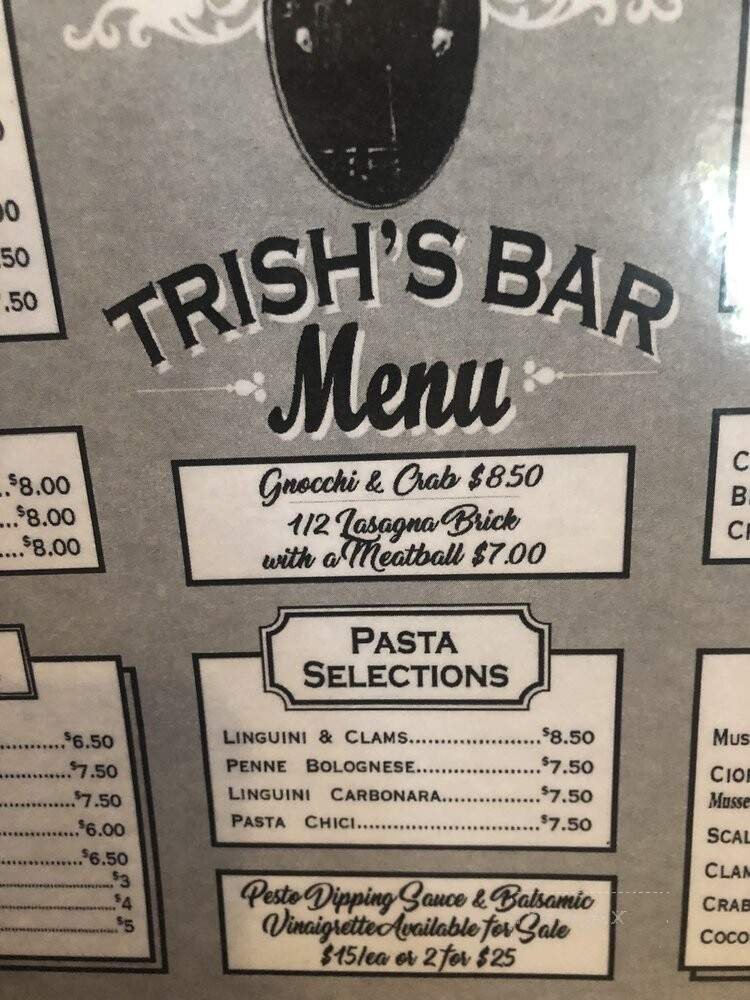 TRISH'S BAR
Menu
Gnocchi & Crab $8.50
1/2 Lasagna Brick
with a Meatball $7.00
PASTA
SELECTIONS
LINGUINI & CLAMS......................$8.50
PENNE BOLOGNESE.....................$7.50
LINGUINI CARBONARA.................$7.50
PASTA CHICI...............................$7.50
Pesto Dipping Sauce & Balsamic
Vinaigrette Available for Sale
$15/ea or 2 for $25
.50
.50
..$8.00
...$8.00
....$8.00
...........$6.50
............$7.50
............$7.50
............$6.00
............$6.50
$3
$4
$5
CRAB